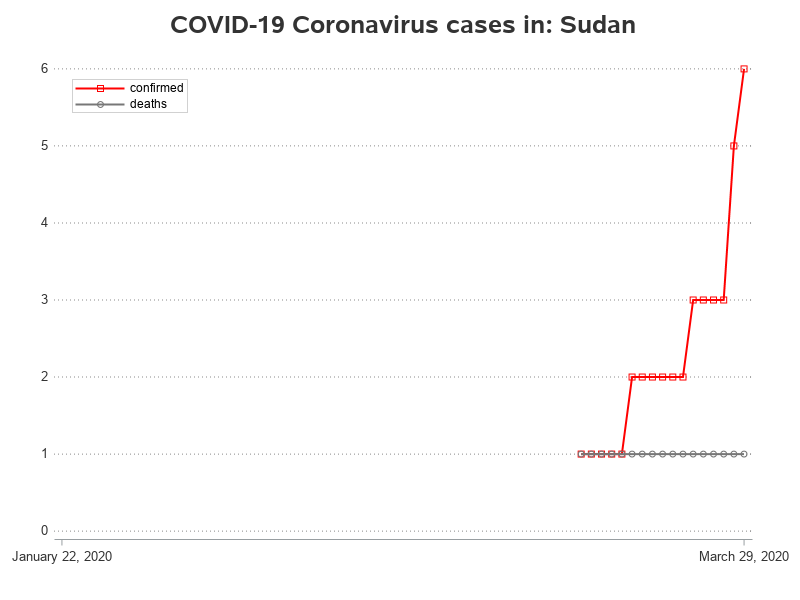 COVID-19 Coronavirus cases in: Sudan
6
confirmed
deaths
5
4
3
2
1
0
January 22, 2020
March 29, 2020